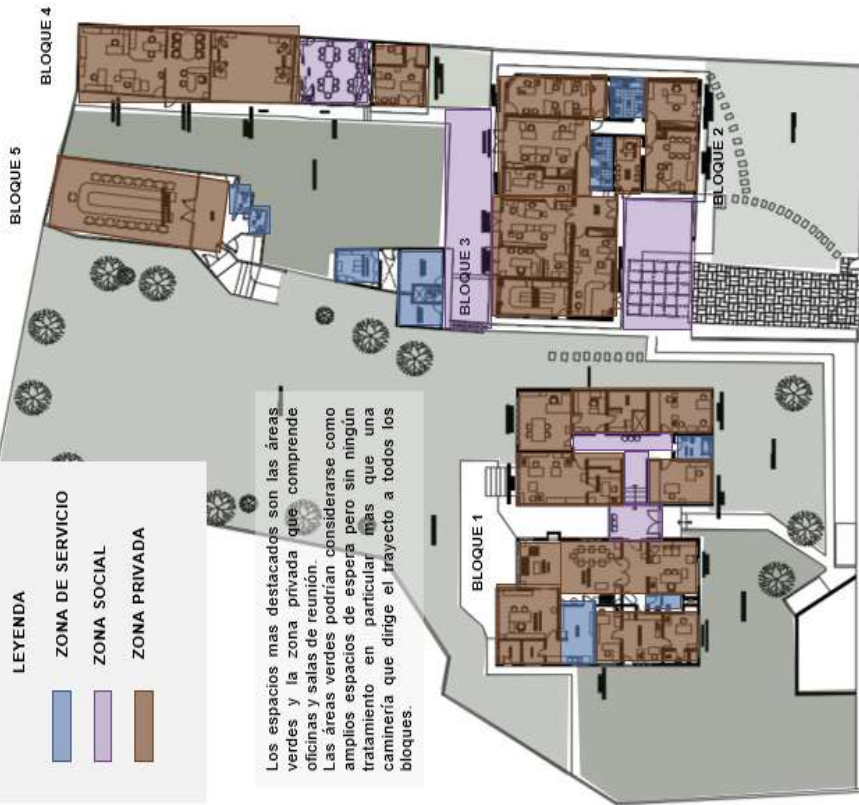 LEYENDA
ZONA DE SERVICIO
ZONA SOCIAL
ZONA PRIVADA
Los espacios mas destacados son las áreas
verdes y la zona privada que comprende
oficinas y salas de reunión.
Las áreas verdes podrían considerarse como
amplios espacios de espera pero sin ningún
tratamiento en particular mas que una
caminería que dirige el trayecto a todos los
bloques.
BLOQUE 1
BLOQUE 2
BLOQUE 3
BLOQUE 4
BLOQUE 5